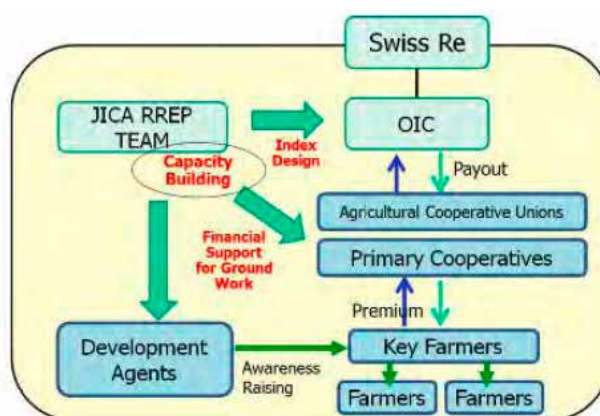 Swiss Re
JICA RREP
TEAM
OIC
Index
Design
Capacity
Building
Payout
Agricultural Cooperative Unions
Financial
Support
for Ground
Work
Primary Cooperatives
Premium
Development
Agents
Awareness
Raising
Key Farmers
Farmers
Farmers